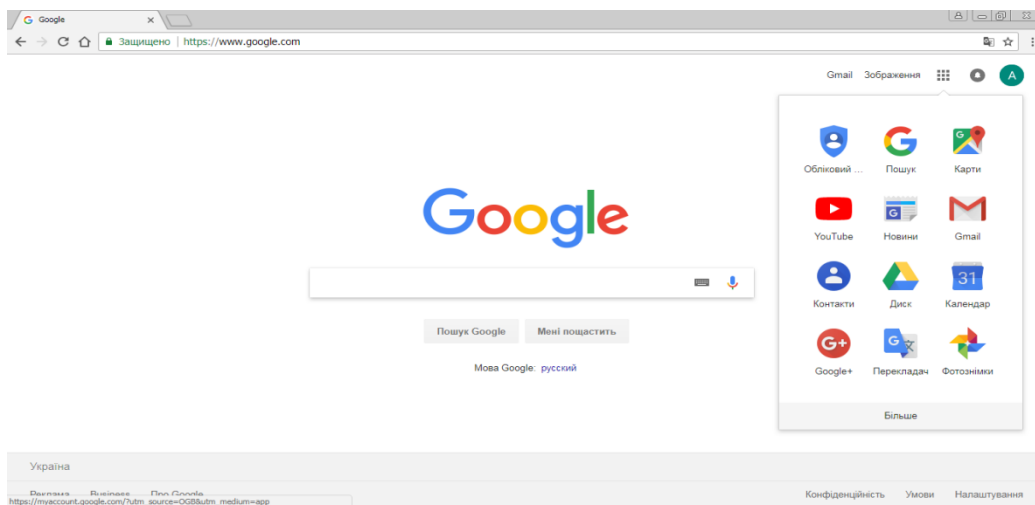 Google
Защищено | https://www.google.com
Gmail Зображення A
Обліковий ... Пошук Карти
YouTube Новини Gmail
31
Контакти Диск Календар
G+
Google+ Перекладач Фотознімки
Більше
Google
Пошук Google Мені пощастить
Мова Google: русский
Україна
Реклама Business Про Google
Конфіденційність Умови Налаштування
https://myaccount.google.com/?utm_source=OGB&utm_medium=app